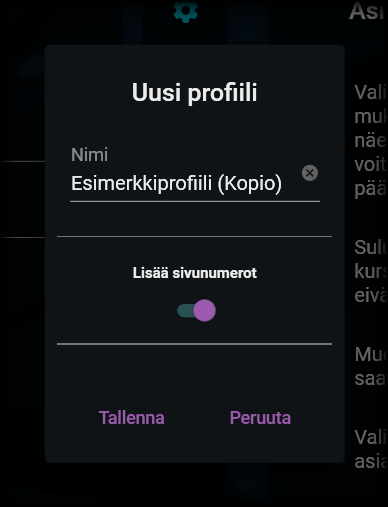 Uusi profiili
Nimi
Esimerkkiprofiili (Kopio)
Lisää sivunumerot
Tallenna
Peruuta